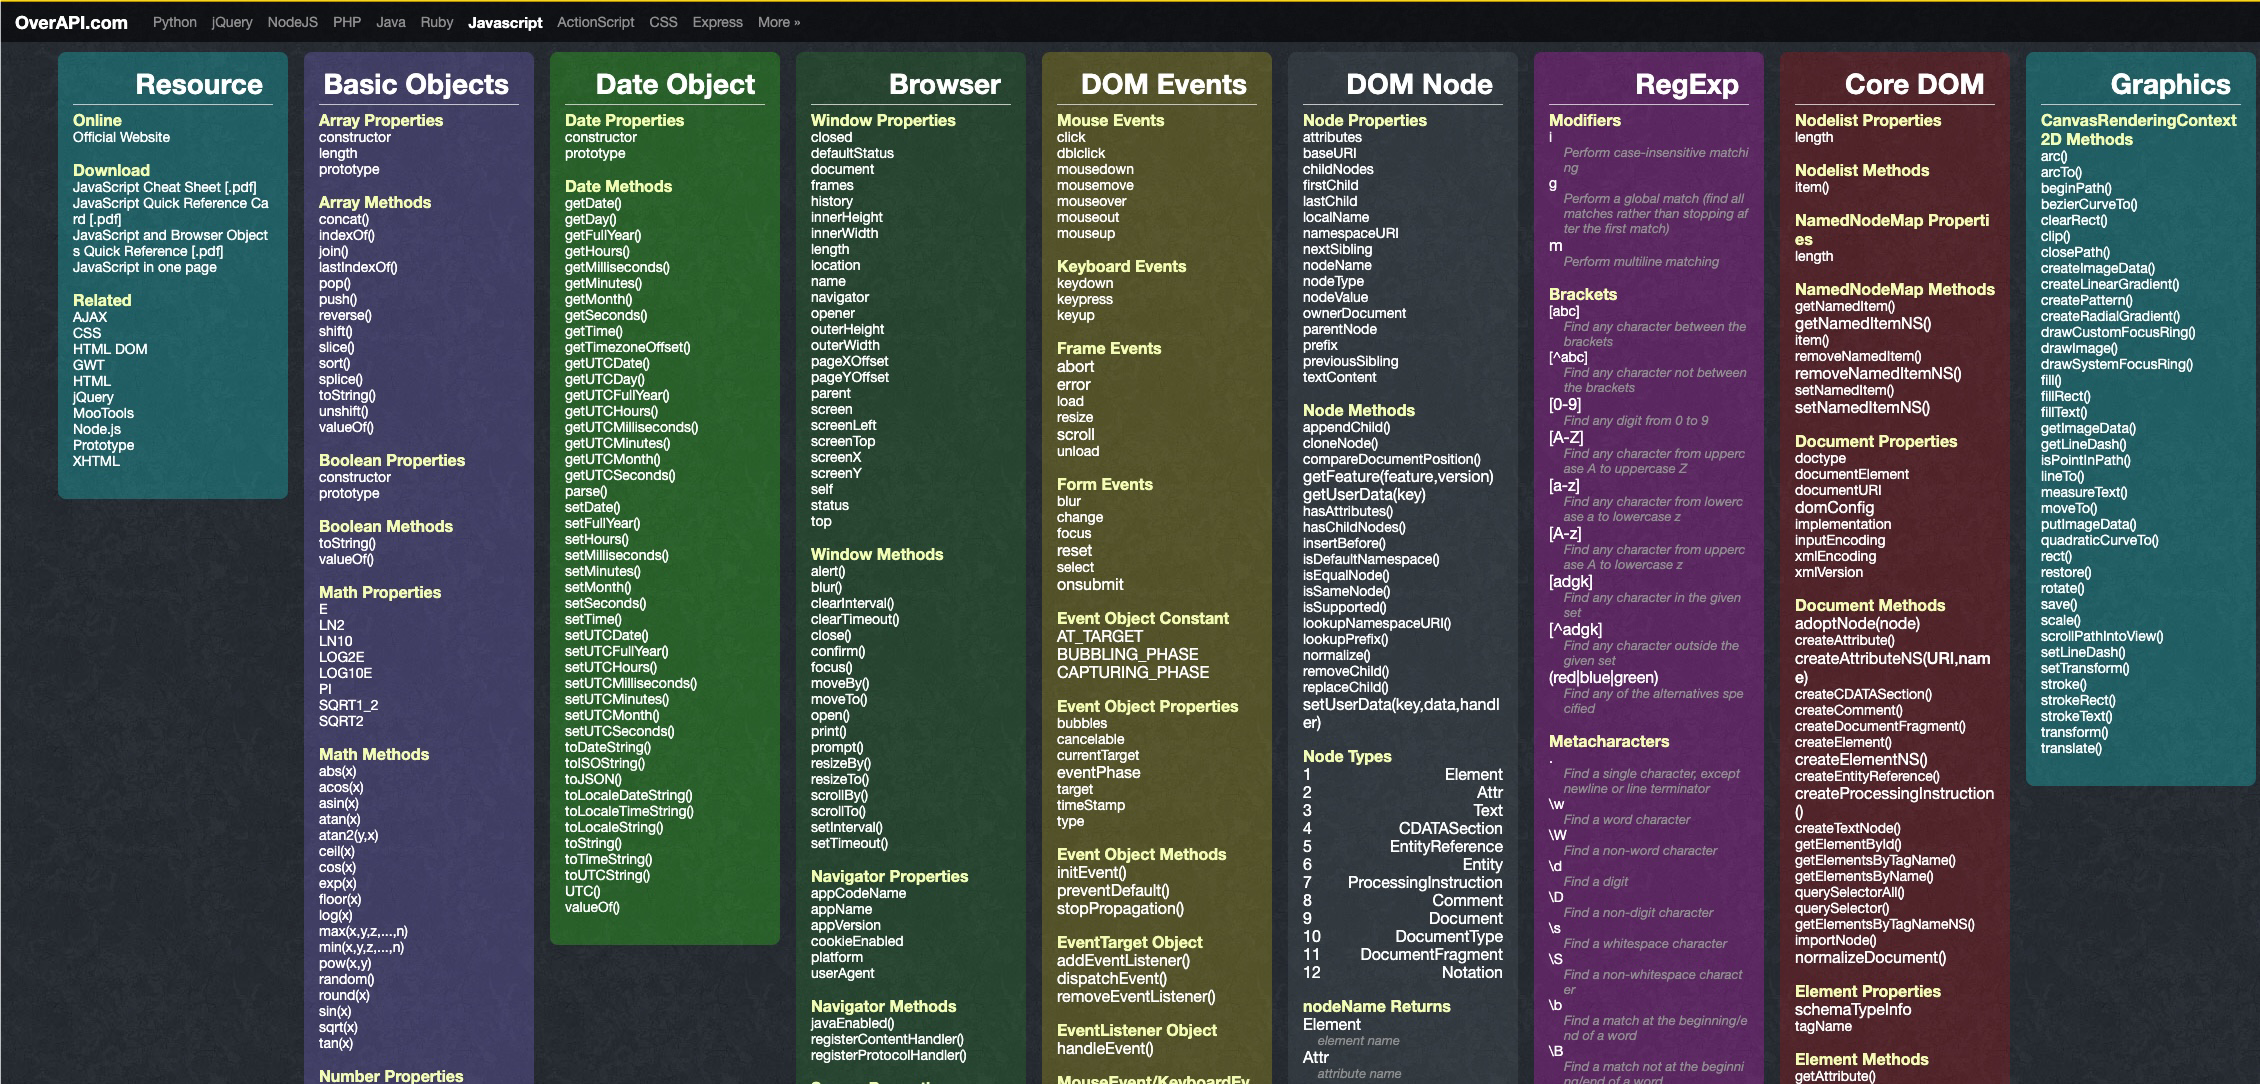 OverAPI.com Python jQuery NodeJS PHP Java Ruby Javascript ActionScript CSS Express More »
Resource
Online
Official Website
Download
JavaScript Cheat Sheet [.pdf]
JavaScript Quick Reference Ca
rd [.pdf]
JavaScript and Browser Object
s Quick Reference [.pdf]
JavaScript in one page
Related
AJAX
CSS
HTML DOM
GWT
HTML
jQuery
MooTools
Node.js
Prototype
XHTML
Basic Objects
Array Properties
constructor
length
prototype
Array Methods
concat()
indexOf()
join()
lastIndexOf()
pop()
push()
reverse()
shift()
slice()
sort()
splice()
toString()
unshift()
valueOf()
Boolean Properties
constructor
prototype
Boolean Methods
toString()
valueOf()
Math Properties
E
LN2
LN10
LOG2E
LOG10E
PI
SQRT1_2
SQRT2
Math Methods
abs(x)
acos(x)
asin(x)
atan(x)
atan2(y,x)
ceil(x)
cos(x)
exp(x)
floor(x)
log(x)
max(x,y,z,...,n)
min(x,y,z,...,n)
pow(x,y)
random()
round(x)
sin(x)
sqrt(x)
tan(x)
Number Properties
Date Object
Date Properties
constructor
prototype
Date Methods
getDate()
getDay()
getFullYear()
getHours()
getMilliseconds()
getMinutes()
getMonth()
getSeconds()
getTime()
getTimezoneOffset()
getUTCDate()
getUTCDay()
getUTCFullYear()
getUTCHours()
getUTCMilliseconds()
getUTCMinutes()
getUTCMonth()
getUTCSeconds()
parse()
setDate()
setFullYear()
setHours()
setMilliseconds()
setMinutes()
setMonth()
setSeconds()
setTime()
setUTCDate()
setUTCFullYear()
setUTCHours()
setUTCMilliseconds()
setUTCMinutes()
setUTCMonth()
setUTCSeconds()
toDateString()
toISOString()
toJSON()
toLocaleDateString()
toLocaleTimeString()
toLocaleString()
toString()
toTimeString()
toUTCString()
UTC()
valueOf()
Browser
Window Properties
closed
defaultStatus
document
frames
history
innerHeight
innerWidth
length
location
name
navigator
opener
outerHeight
outerWidth
pageXOffset
pageYOffset
parent
screen
screenLeft
screenTop
screenX
screenY
self
status
top
Window Methods
alert()
blur()
clearInterval()
clearTimeout()
close()
confirm()
focus()
moveBy()
moveTo()
open()
print()
prompt()
resizeBy()
resizeTo()
scrollBy()
scrollTo()
setInterval()
setTimeout()
Navigator Properties
appCodeName
appName
appVersion
cookieEnabled
platform
userAgent
Navigator Methods
javaEnabled()
registerContentHandler()
registerProtocolHandler()
DOM Events
Mouse Events
click
dblclick
mousedown
mousemove
mouseover
mouseout
mouseup
Keyboard Events
keydown
keypress
keyup
Frame Events
abort
error
load
resize
scroll
unload
Form Events
blur
change
focus
reset
select
onsubmit
Event Object Constant
AT_TARGET
BUBBLING_PHASE
CAPTURING_PHASE
Event Object Properties
bubbles
cancelable
currentTarget
eventPhase
target
timeStamp
type
Event Object Methods
initEvent()
preventDefault()
stopPropagation()
EventTarget Object
addEventListener()
dispatchEvent()
removeEventListener()
EventListener Object
handleEvent()
MouseEvent/KeyboardEv
DOM Node
Node Properties
attributes
baseURI
childNodes
firstChild
lastChild
localName
namespaceURI
nextSibling
nodeName
nodeType
nodeValue
ownerDocument
parentNode
prefix
previousSibling
textContent
Node Methods
appendChild()
cloneNode()
compareDocumentPosition()
getFeature(feature,version)
getUserData(key)
hasAttributes()
hasChildNodes()
insertBefore()
isDefaultNamespace()
isEqualNode()
isSameNode()
isSupported()
lookupNamespaceURI()
lookupPrefix()
normalize()
removeChild()
replaceChild()
setUserData(key,data,handl
er)
Node Types
1 Element
2 Attr
3 Text
4 CDATASection
5 EntityReference
6 Entity
7 ProcessingInstruction
8 Comment
9 Document
10 DocumentType
11 DocumentFragment
12 Notation
nodeName Returns
Element
element name
Attr
attribute name
RegExp
Modifiers
i
Perform case-insensitive matchi
ng
g
Perform a global match (find all
matches rather than stopping af
ter the first match)
m
Perform multiline matching
Brackets
[abc]
Find any character between the
brackets
[^abc]
Find any character not between
the brackets
[0-9]
Find any digit from 0 to 9
[A-Z]
Find any character from upperc
ase A to uppercase Z
[a-z]
Find any character from lowerc
ase a to lowercase z
[A-z]
Find any character from upperc
ase A to lowercase z
[adgk]
Find any character in the given
set
[^adgk]
Find any character outside the
given set
(red|blue|green)
Find any of the alternatives spe
cified
Metacharacters
.
Find a single character, except
newline or line terminator
\w
Find a word character
\W
Find a non-word character
\d
Find a digit
\D
Find a non-digit character
\s
Find a whitespace character
\S
Find a non-whitespace charact
er
\b
Find a match at the beginning/e
nd of a word
\B
Find a match not at the beginni
ng/end of a word
Core DOM
Nodelist Properties
length
Nodelist Methods
item()
NamedNodeMap Properti
es
length
NamedNodeMap Methods
getNamedItem()
getNamedItemNS()
item()
removeNamedItem()
removeNamedItemNS()
setNamedItem()
setNamedItemNS()
Document Properties
doctype
documentElement
documentURI
domConfig
implementation
inputEncoding
xmlEncoding
xmlVersion
Document Methods
adoptNode(node)
createAttribute()
createAttributeNS(URI,nam
e)
createCDATASection()
createComment()
createDocumentFragment()
createElement()
createElementNS()
createEntityReference()
createProcessingInstruction
()
createTextNode()
getElementById()
getElementsByTagName()
getElementsByName()
querySelectorAll()
querySelector()
getElementsByTagNameNS()
importNode()
normalizeDocument()
Element Properties
schemaTypeInfo
tagName
Element Methods
getAttribute()
Graphics
CanvasRenderingContext
2D Methods
arc()
arcTo()
beginPath()
bezierCurveTo()
clearRect()
clip()
closePath()
createImageData()
createLinearGradient()
createPattern()
createRadialGradient()
drawCustomFocusRing()
drawImage()
drawSystemFocusRing()
fill()
fillRect()
fillText()
getImageData()
getLineDash()
isPointInPath()
lineTo()
measureText()
moveTo()
putImageData()
quadraticCurveTo()
rect()
restore()
rotate()
save()
scale()
scrollPathIntoView()
setLineDash()
setTransform()
stroke()
strokeRect()
strokeText()
transform()
translate()